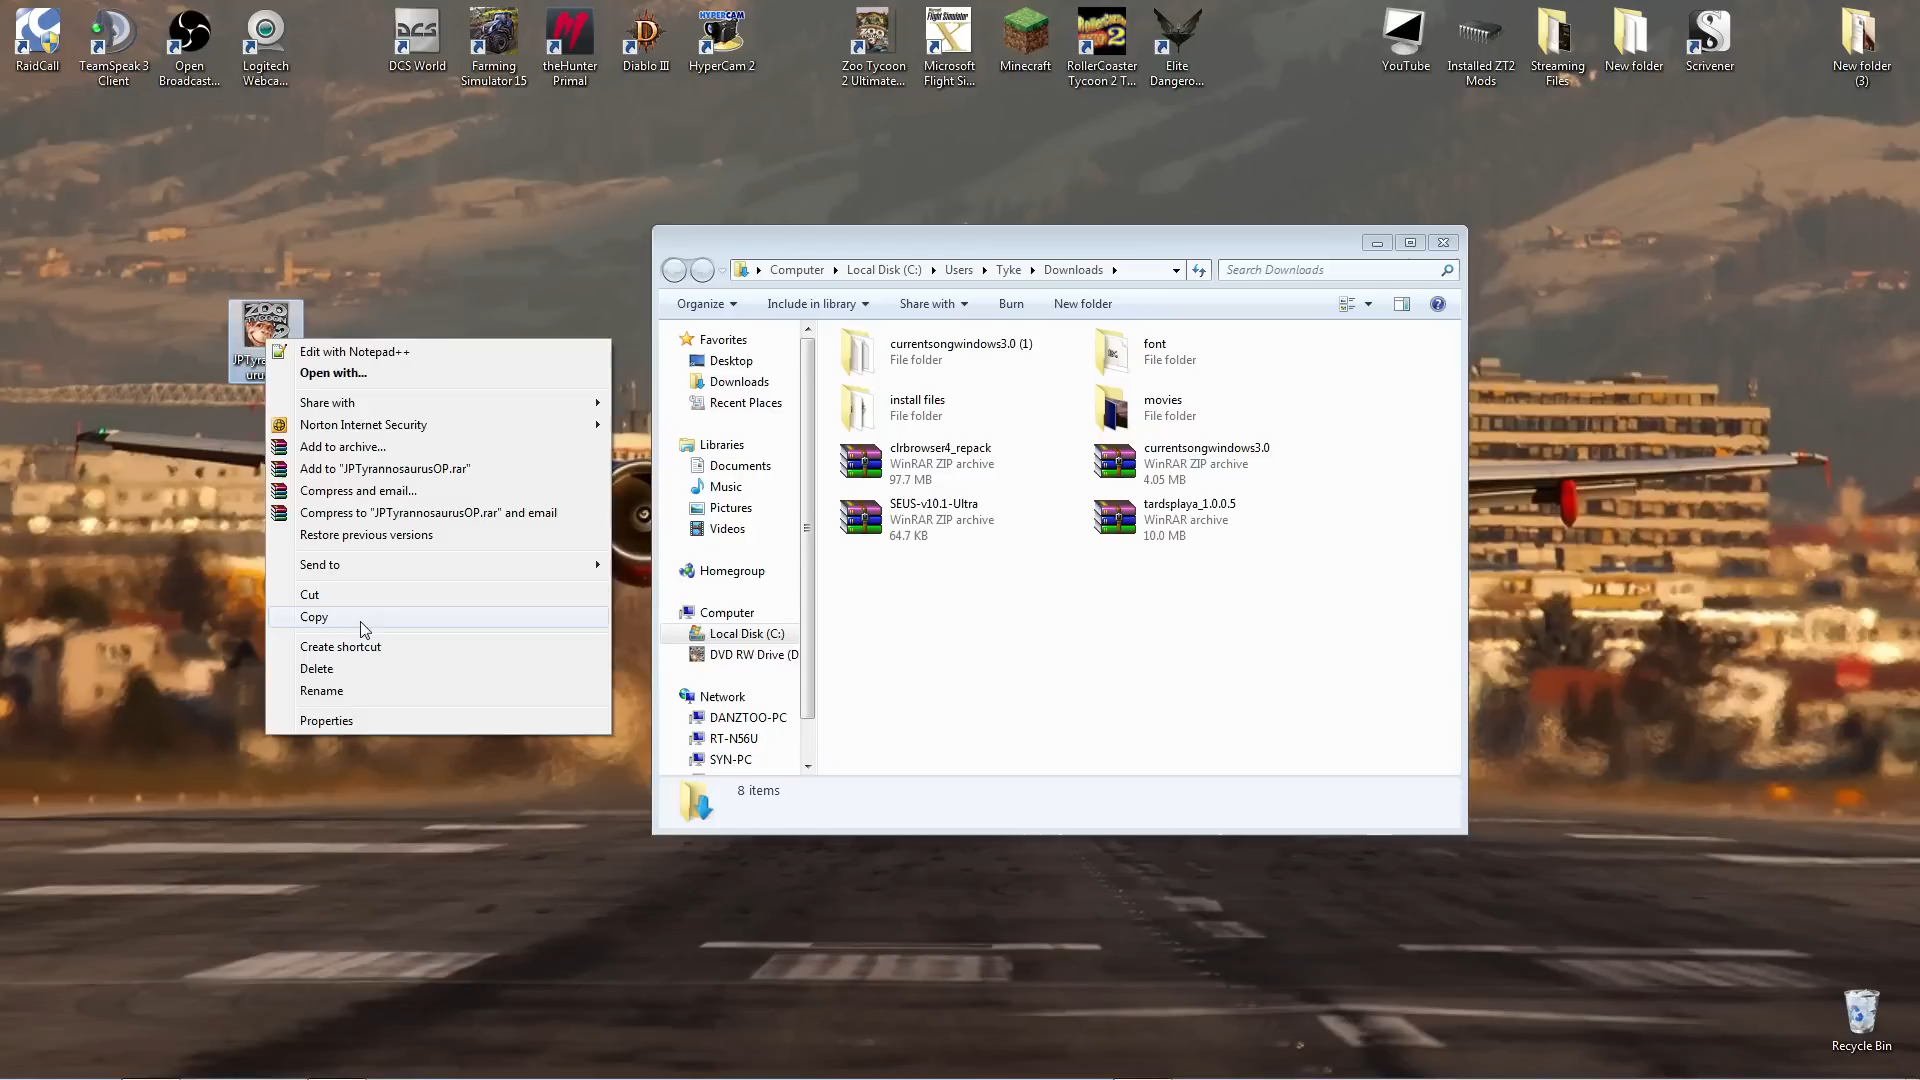 RaidCall
TeamSpeak 3
Client
Open
Broadcast...
Logitech
Webca...
DCS World
Farming
Simulator 15
theHunter
Primal
Diablo III
HyperCam 2
Zoo Tycoon
2 Ultimate...
Microsoft
Flight Si...
Minecraft
RollerCoaster
Tycoon 2 T...
Elite
Dangero...
YouTube
Installed ZT2
Mods
Streaming
Files
New folder
Scrivener
New folder
(3)
Edit with Notepad++
Open with...
Share with
Norton Internet Security
Add to archive...
Add to "JPTyrannosaurusOP.rar"
Compress and email...
Compress to "JPTyrannosaurusOP.rar" and email
Restore previous versions
Send to
Cut
Copy
Create shortcut
Delete
Rename
Properties
Computer
Local Disk (C:)
Users
Tyke
Downloads
Search Downloads
Organize
Include in library
Share with
Burn
New folder
Favorites
Desktop
Downloads
Recent Places
Libraries
Documents
Music
Pictures
Videos
Homegroup
Computer
Local Disk (C:)
DVD RW Drive (D
Network
DANZTOO-PC
RT-N56U
SYN-PC
currentsongwindows3.0 (1)
File folder
font
File folder
install files
File folder
movies
File folder
clrbrowser4_repack
WinRAR ZIP archive
97.7 MB
currentsongwindows3.0
WinRAR ZIP archive
4.05 MB
SEUS-v10.1-Ultra
WinRAR ZIP archive
64.7 KB
tardsplaya_1.0.0.5
WinRAR archive
10.0 MB
8 items
Recycle Bin